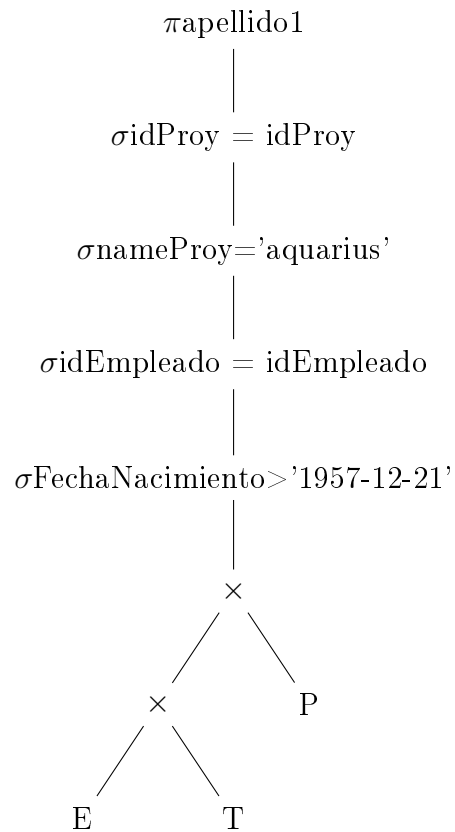 πapellido1
σidProy = idProy
σnameProy='aquarius'
σidEmpleado = idEmpleado
σFechaNacimiento>'1957-12-21'
×
× P
E T